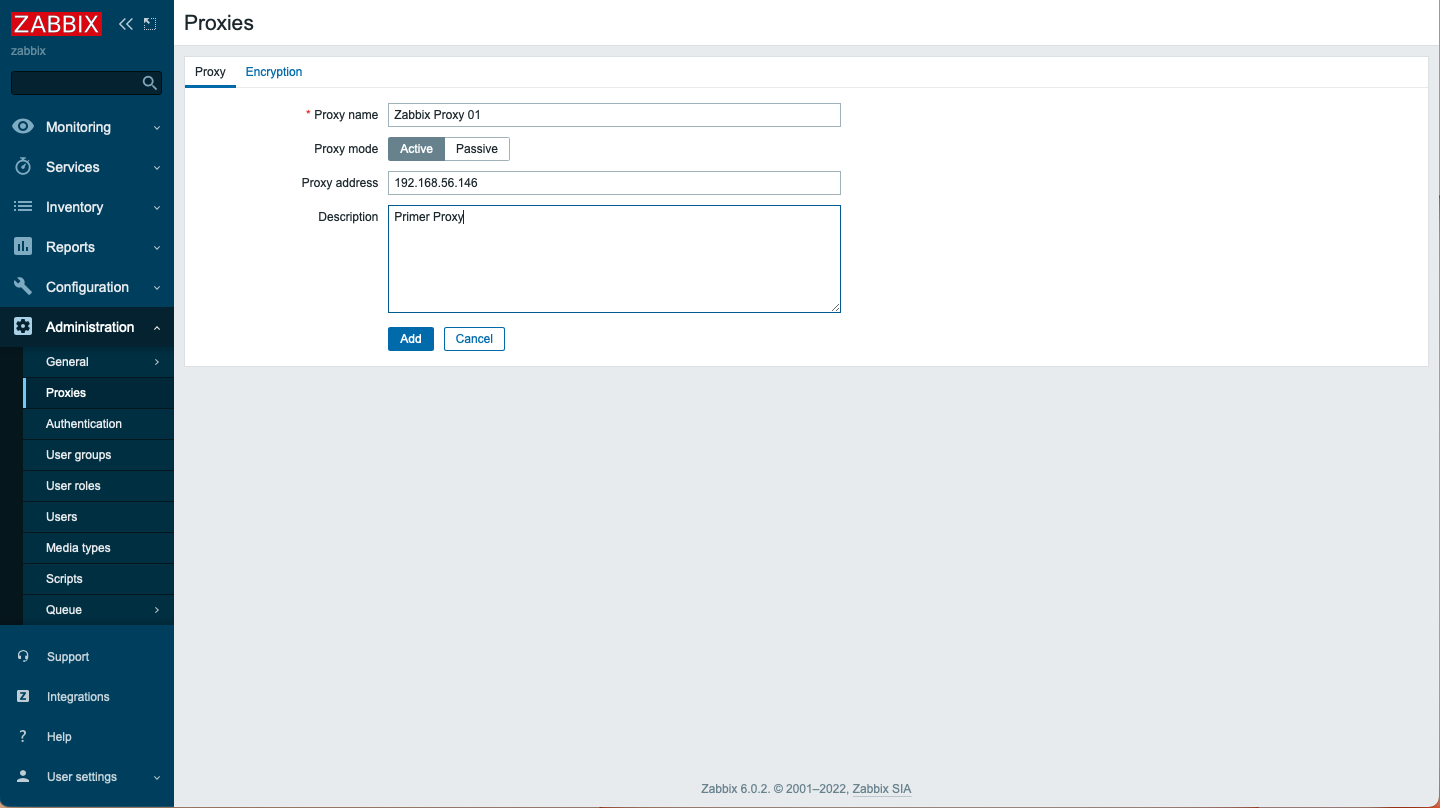 ZABBIX
zabbix
Monitoring
Services
Inventory
Reports
Configuration
Administration
General
Proxies
Authentication
User groups
User roles
Users
Media types
Scripts
Queue
Support
Z Integrations
? Help
User settings
Proxies
Proxy Encryption
* Proxy name Zabbix Proxy 01
Proxy mode Active Passive
Proxy address 192.168.56.146
Description Primer Proxy
Add Cancel
Zabbix 6.0.2. © 2001–2022, Zabbix SIA